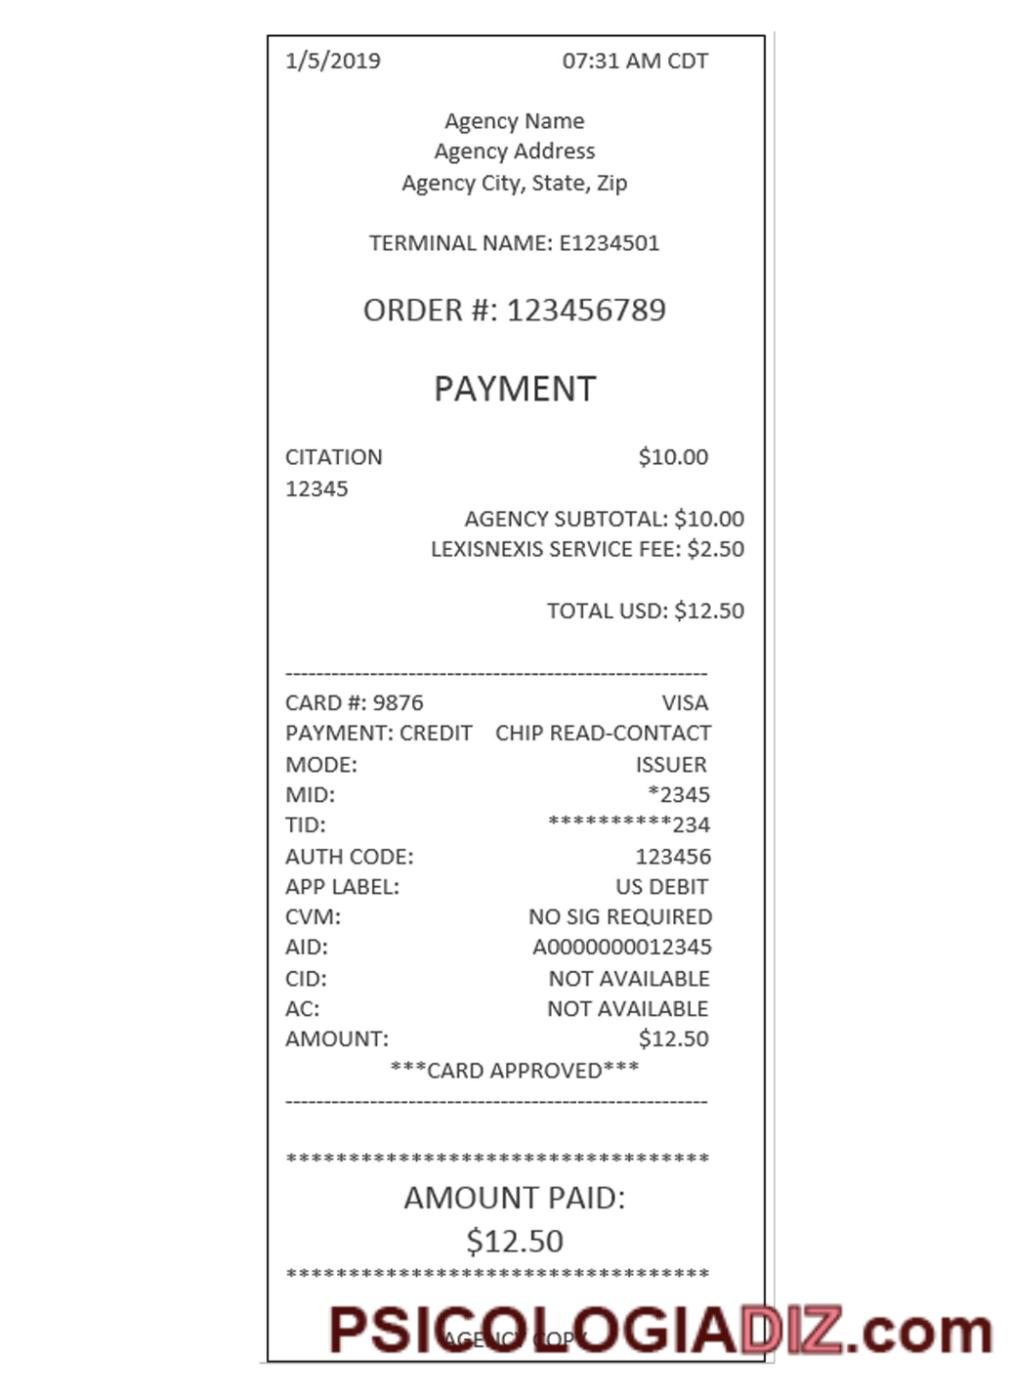 1/5/2019 07:31 AM CDT
Agency Name
Agency Address
Agency City, State, Zip
TERMINAL NAME: E1234501
ORDER #: 123456789
PAYMENT
CITATION $10.00
12345
AGENCY SUBTOTAL: $10.00
LEXISNEXIS SERVICE FEE: $2.50
TOTAL USD: $12.50
-------------------------------------------------------
CARD #: 9876 VISA
PAYMENT: CREDIT CHIP READ-CONTACT
MODE: ISSUER
MID: *2345
TID: **********234
AUTH CODE: 123456
APP LABEL: US DEBIT
CVM: NO SIG REQUIRED
AID: A0000000012345
CID: NOT AVAILABLE
AC: NOT AVAILABLE
AMOUNT: $12.50
***CARD APPROVED***
-------------------------------------------------------
**********************************
AMOUNT PAID:
$12.50
**********************************
PSICOLOGIADIZ.com
AGENCY COPY